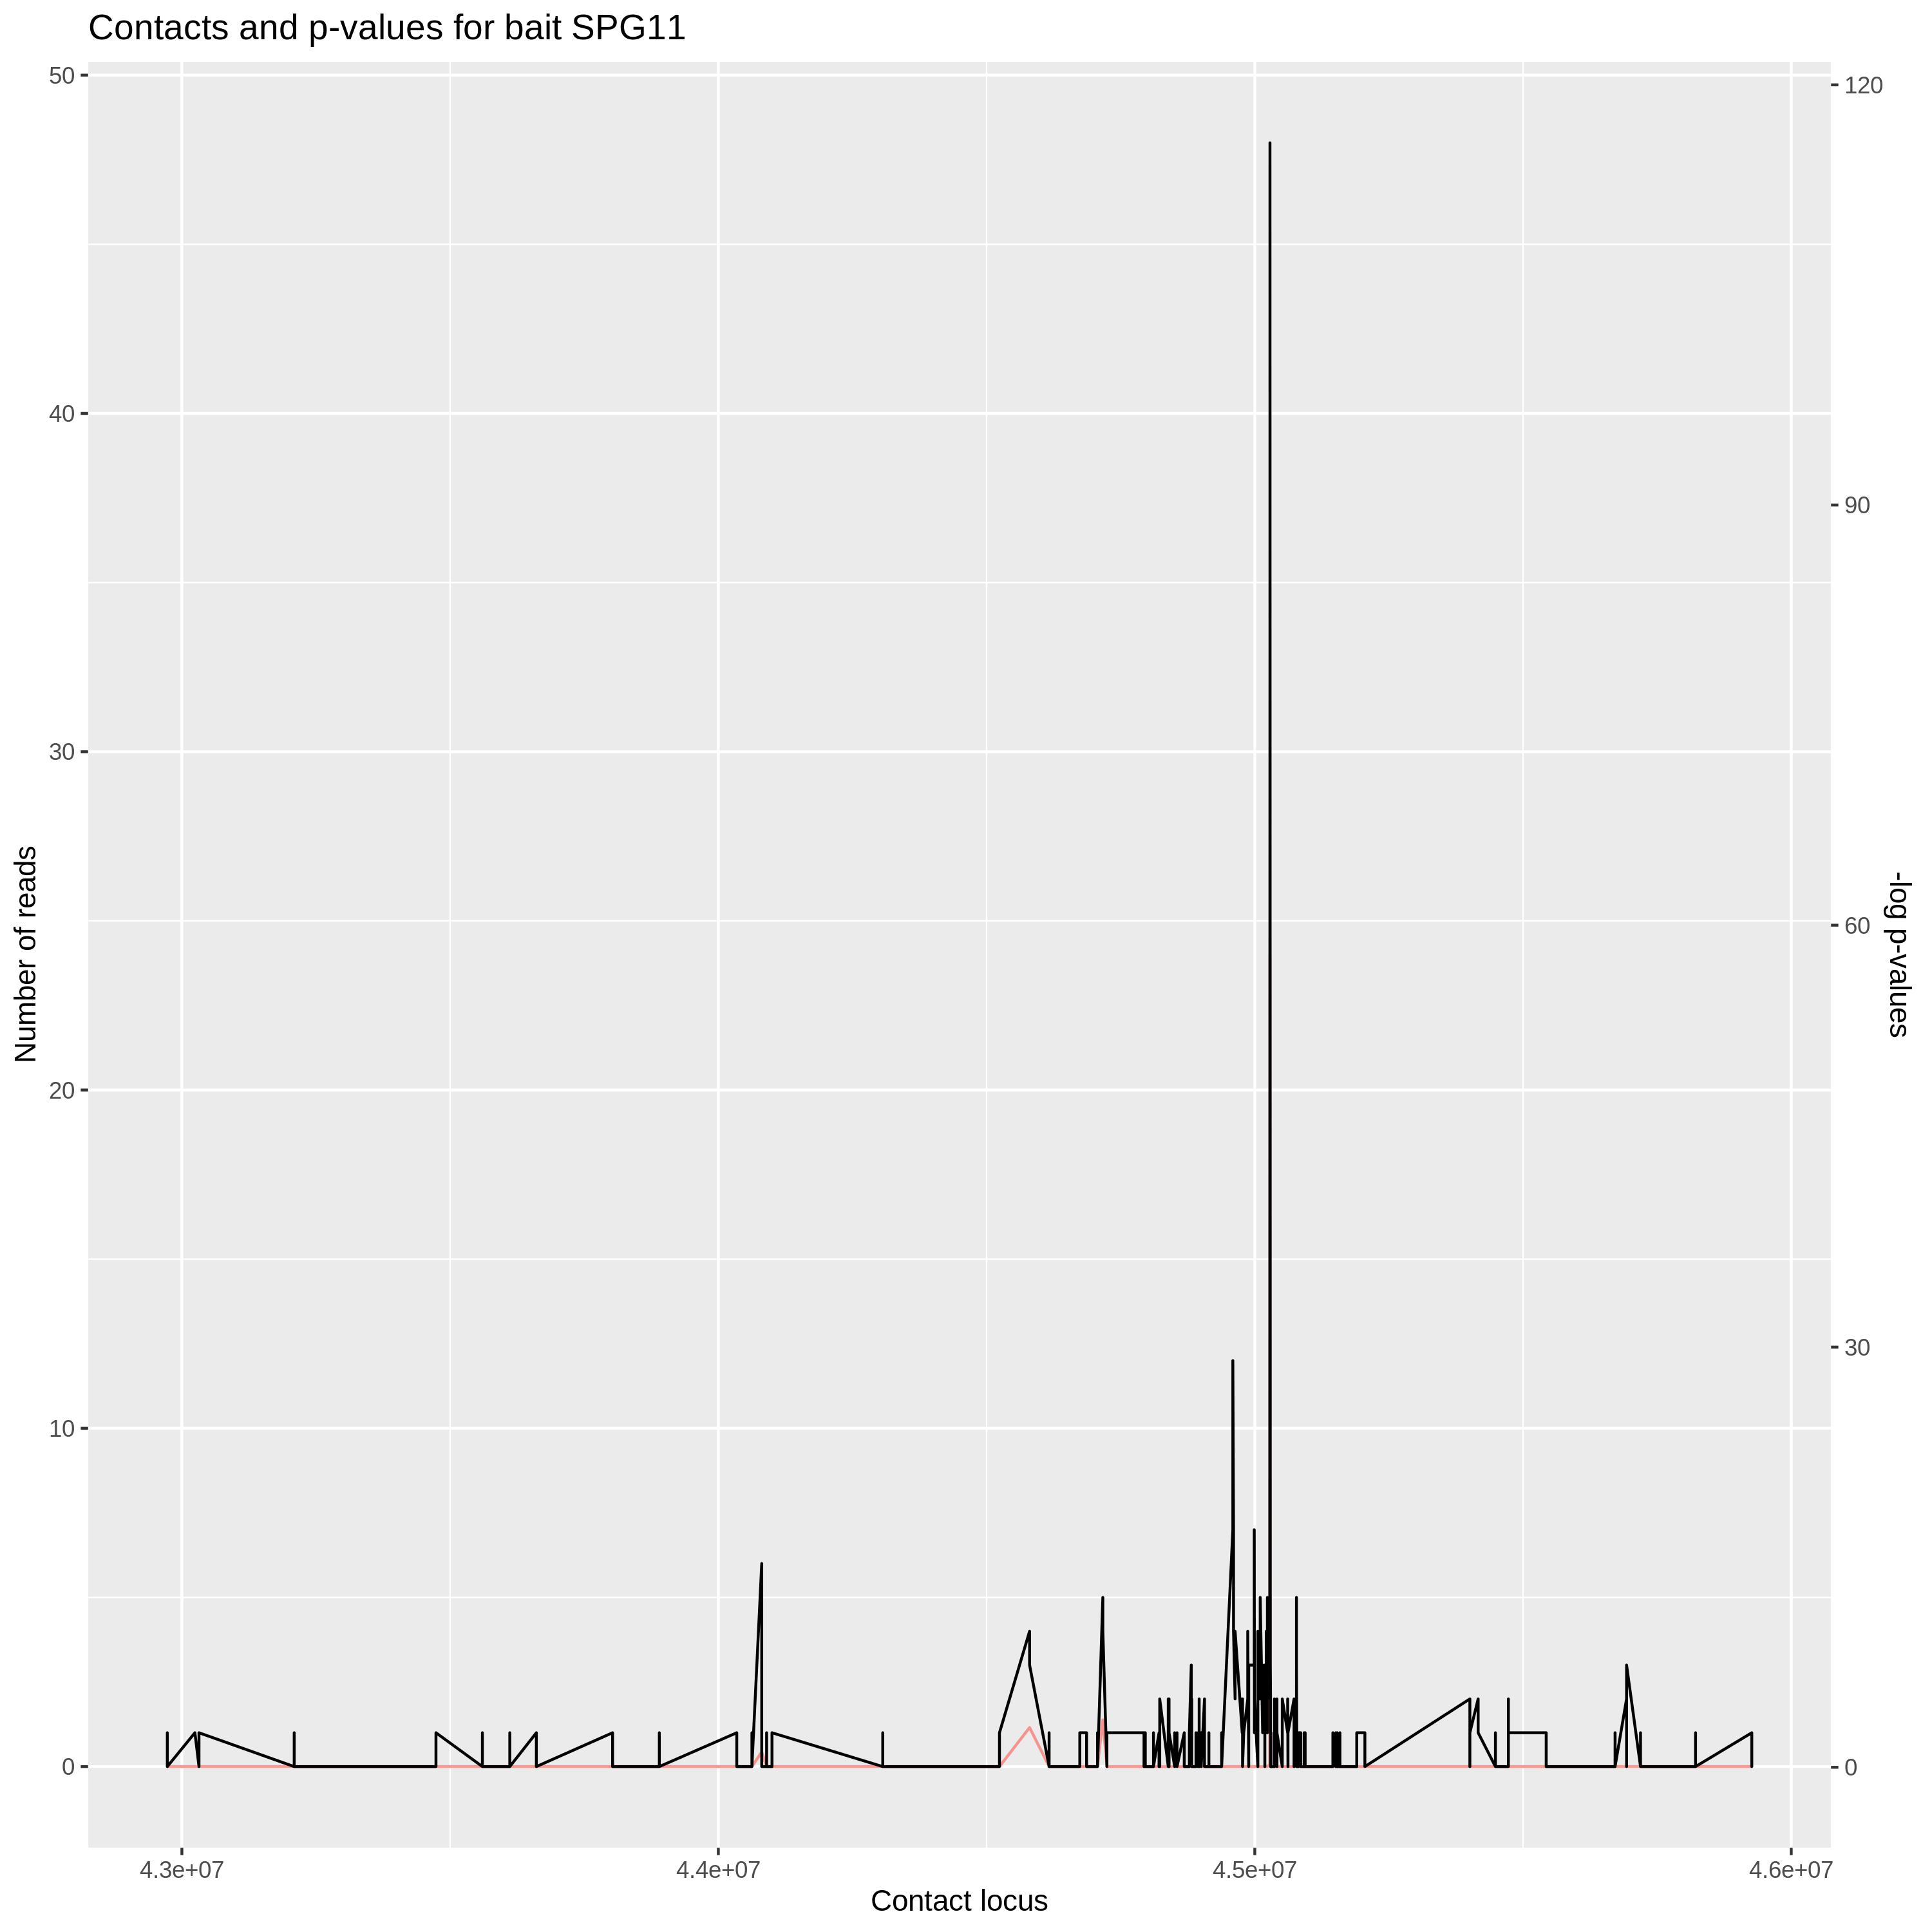 Contacts and p-values for bait SPG11
50
40
30
20
10
0
Number of reads
120
90
60
30
0
-log p-values
4.3e+07
4.4e+07
4.5e+07
4.6e+07
Contact locus